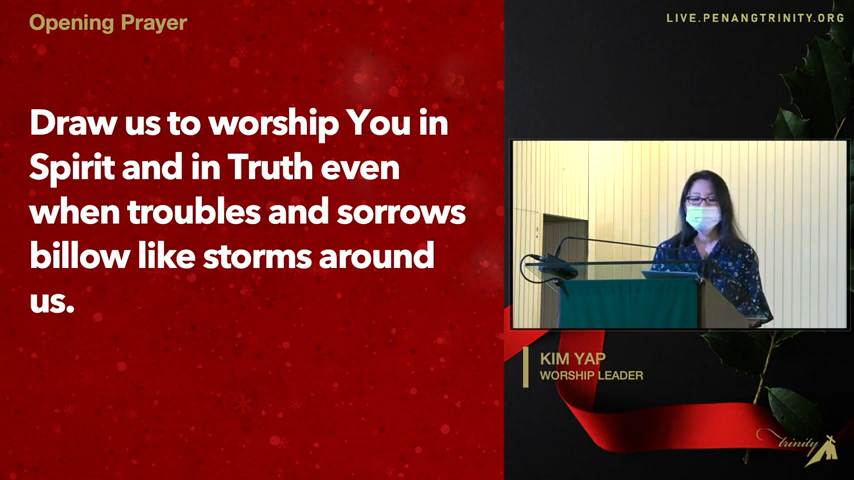 Opening Prayer
LIVE.PENANGTRINITY.ORG
Draw us to worship You in
Spirit and in Truth even
when troubles and sorrows
billow like storms around
us.
KIM YAP
WORSHIP LEADER
trinity